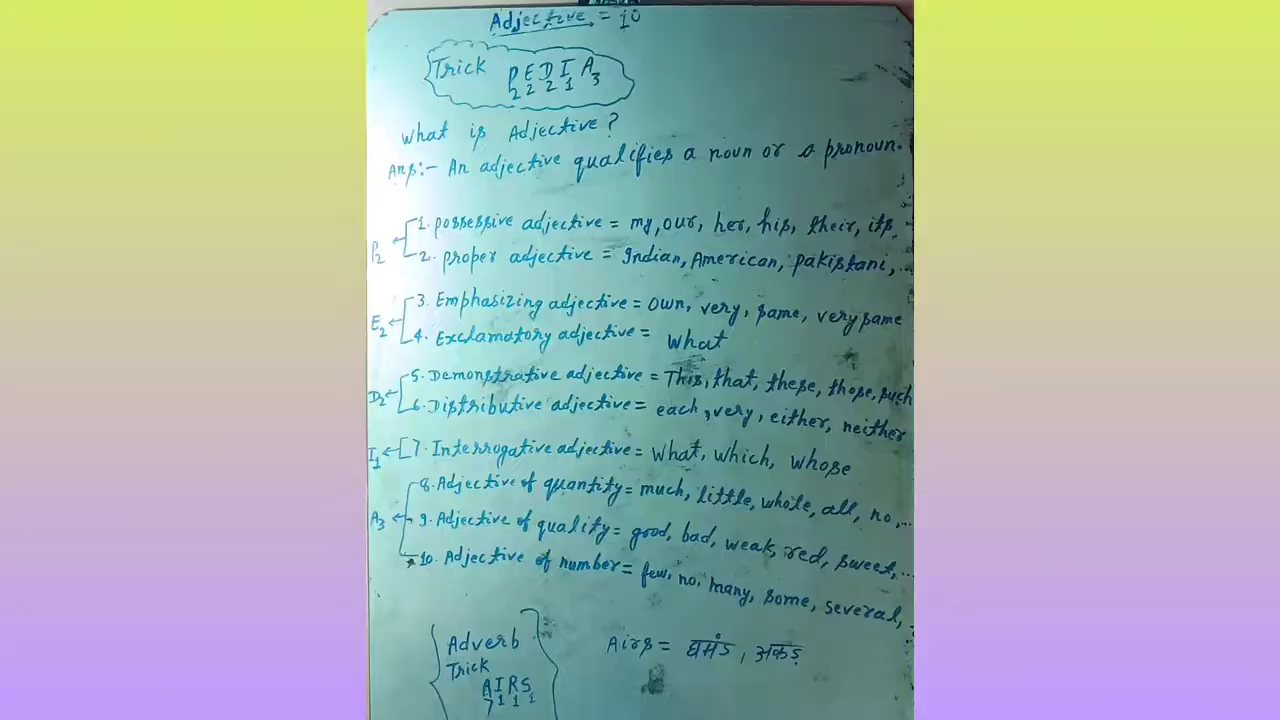 Adjective = 10
Trick PEDIA
2 2 2 1 3
What is Adjective?
Ans:- An adjective qualifies a noun or a pronoun.
P2 1. possessive adjective = my, our, her, his, their, its,
2. proper adjective = Indian, American, pakistani, ...
E2 3. Emphasizing adjective = own, very, same, very same
4. Exclamatory adjective = what
D2 5. Demonstrative adjective = This, that, these, those, such
6. Distributive adjective = each, very, either, neither
I1 7. Interrogative adjective = what, which, whose
A3 8. Adjective of quantity = much, little, whole, all, no, ...
9. Adjective of quality = good, bad, weak, red, sweet, ...
10. Adjective of number = few, no, many, some, several,
Adverb
Trick
AIRS
7 1 1 1
Airs = घमंड, अकड़